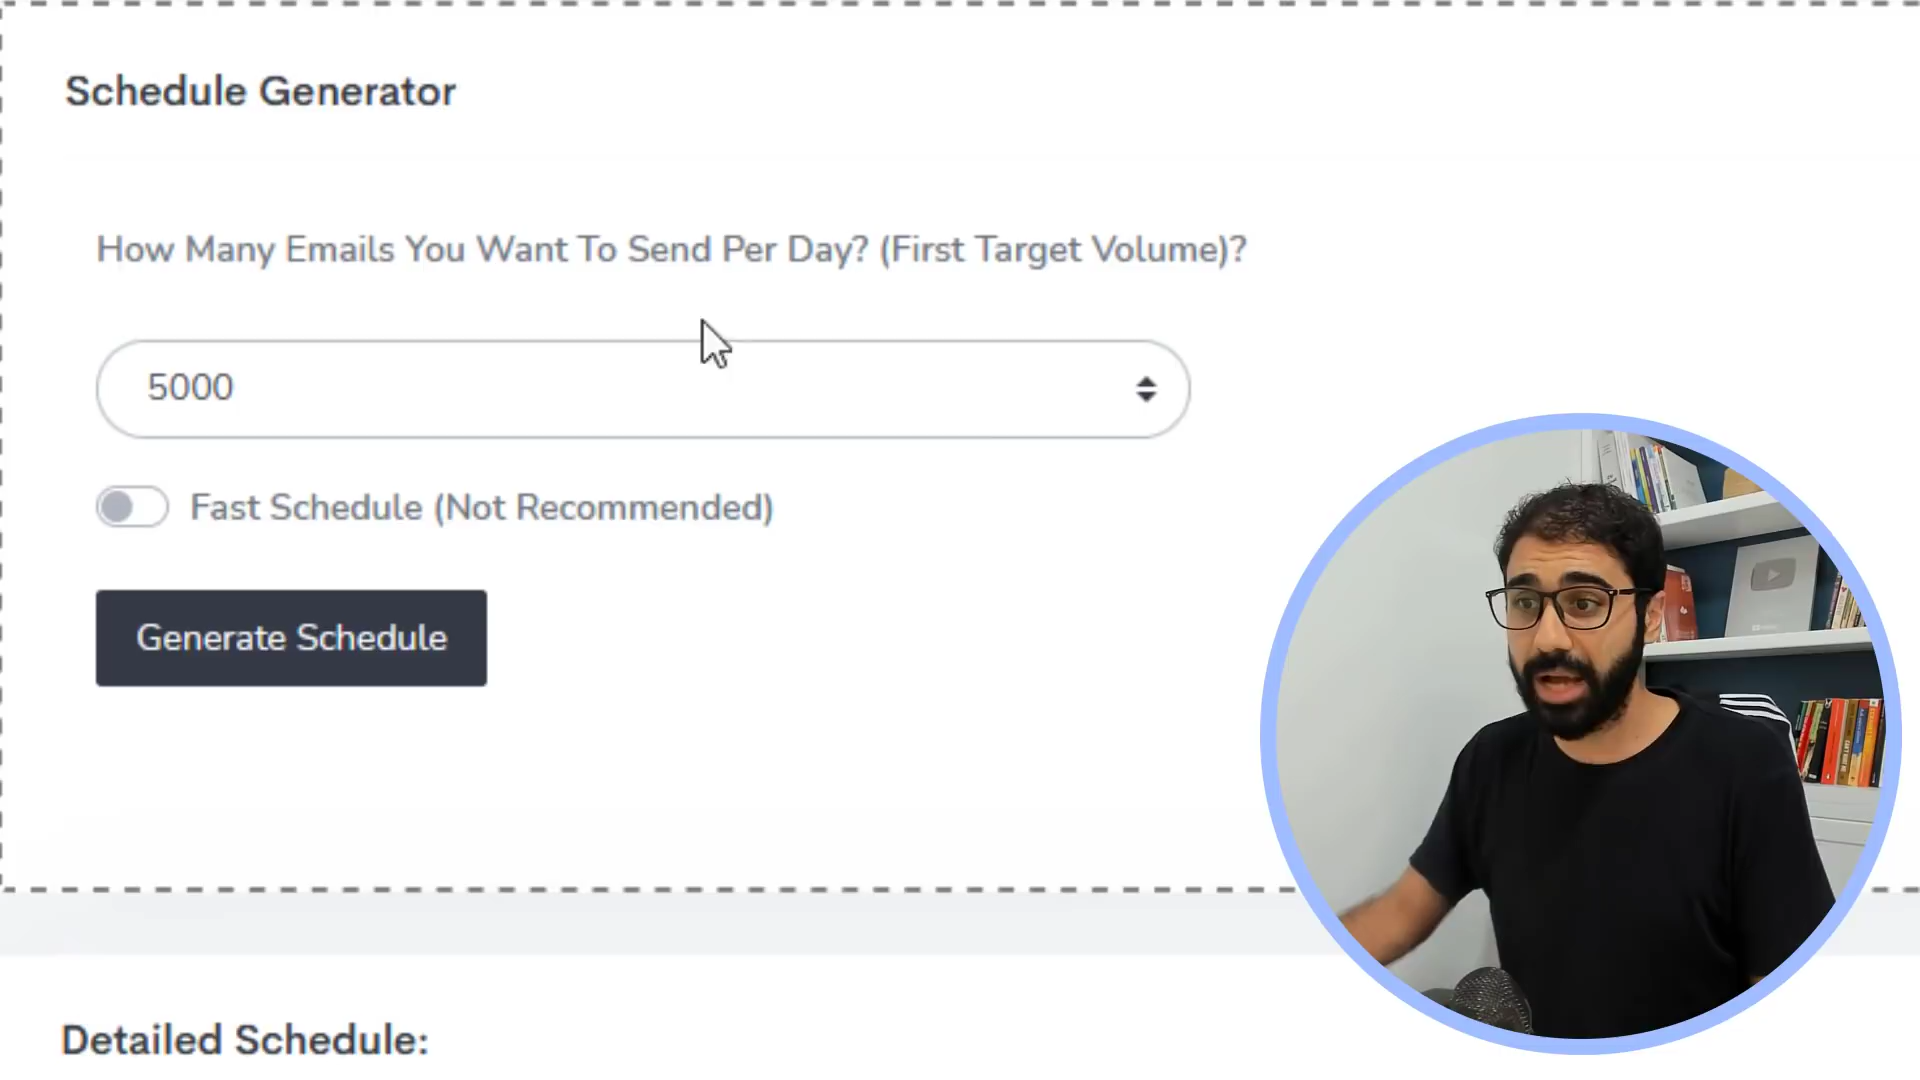 Schedule Generator
How Many Emails You Want To Send Per Day? (First Target Volume)?
5000
Fast Schedule (Not Recommended)
Generate Schedule
Detailed Schedule: